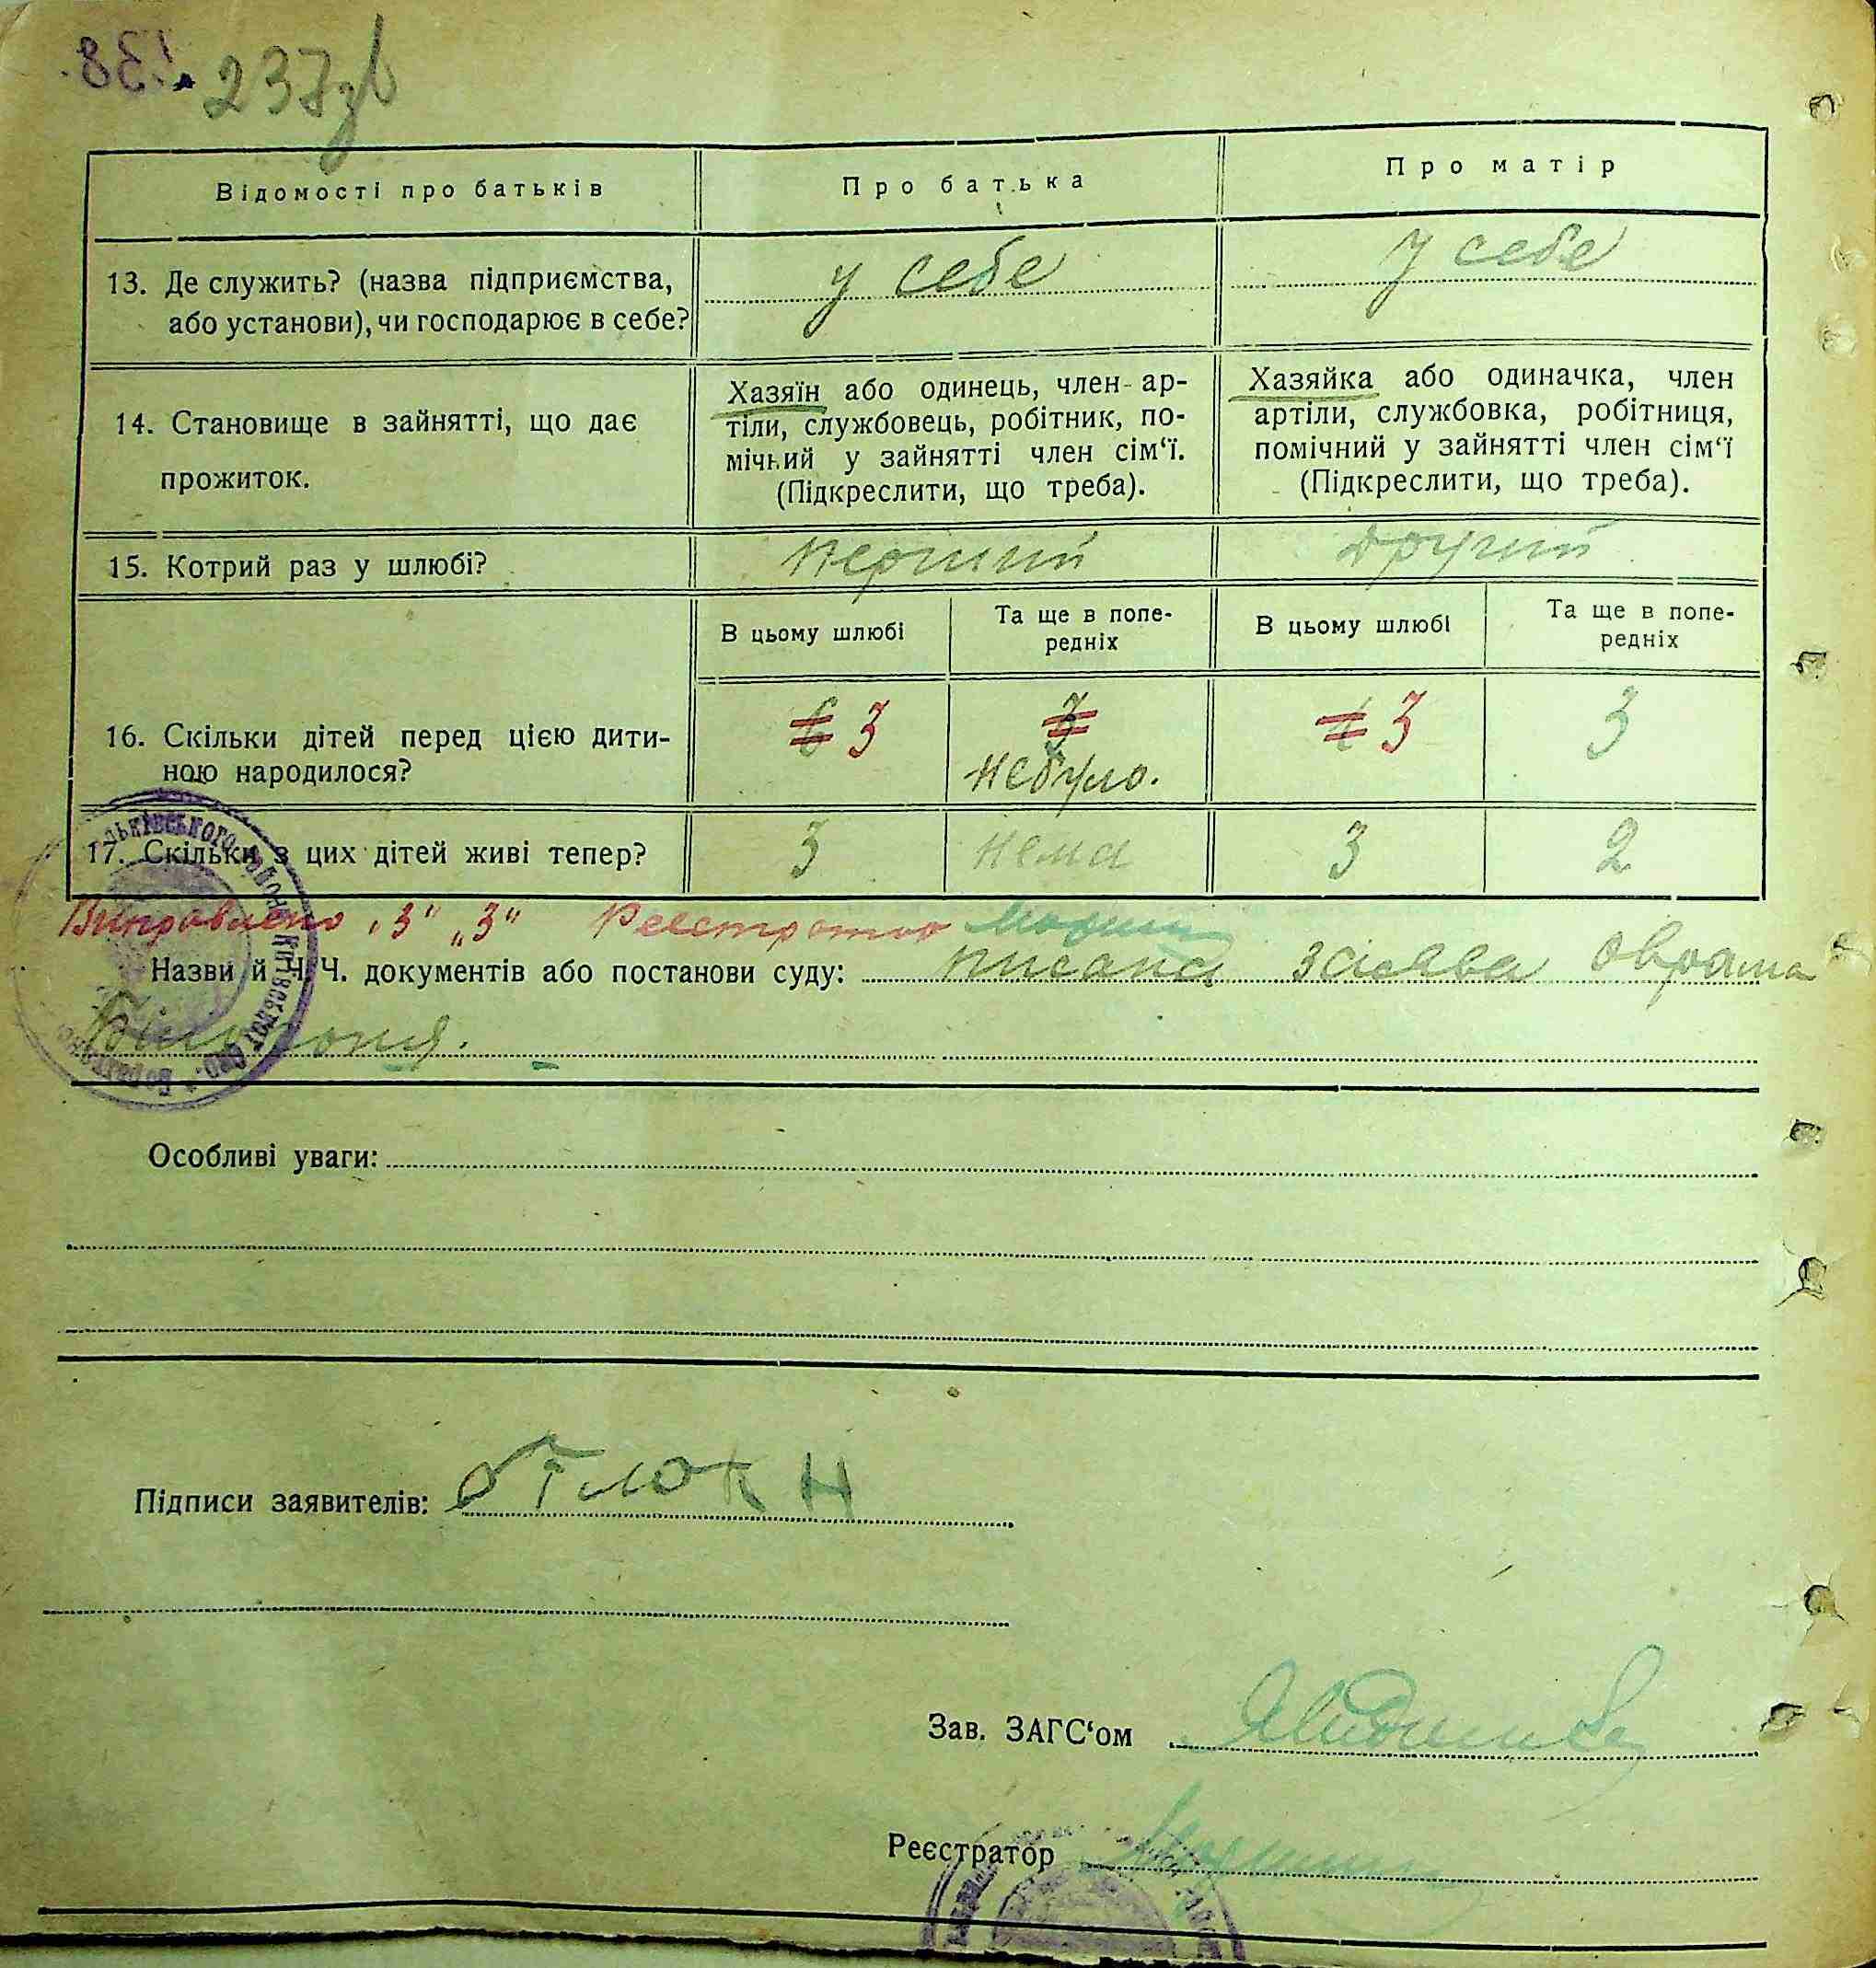 237зв
Відомості про батьків
Про батька
Про матір
13. Де служить? (назва підприємства,
або установи), чи господарює в себе?
у себе
у себе
14. Становище в зайнятті, що дає
прожиток.
Хазяїн або одинець, член ар-
тіли, службовець, робітник, по-
мічний у зайнятті член сім‘ї.
(Підкреслити, що треба).
Хазяйка або одиначка, член
артіли, службовка, робітниця,
помічний у зайнятті член сім‘ї
(Підкреслити, що треба).
15. Котрий раз у шлюбі?
перший
другий
В цьому шлюбі
Та ще в попе-
редніх
В цьому шлюбі
Та ще в попе-
редніх
16. Скільки дітей перед цією дити-
ною народилося?
3
3
небуло.
3
3
17. Скільки з цих дітей живі тепер?
3
нема
3
2
Виправлено „3“ „3“ Реєстратор
Назви й Ч.Ч. документів або постанови суду: писана заява Оврама
Особливі уваги:
Підписи заявителів:
Зав. ЗАГС‘ом
Реєстратор